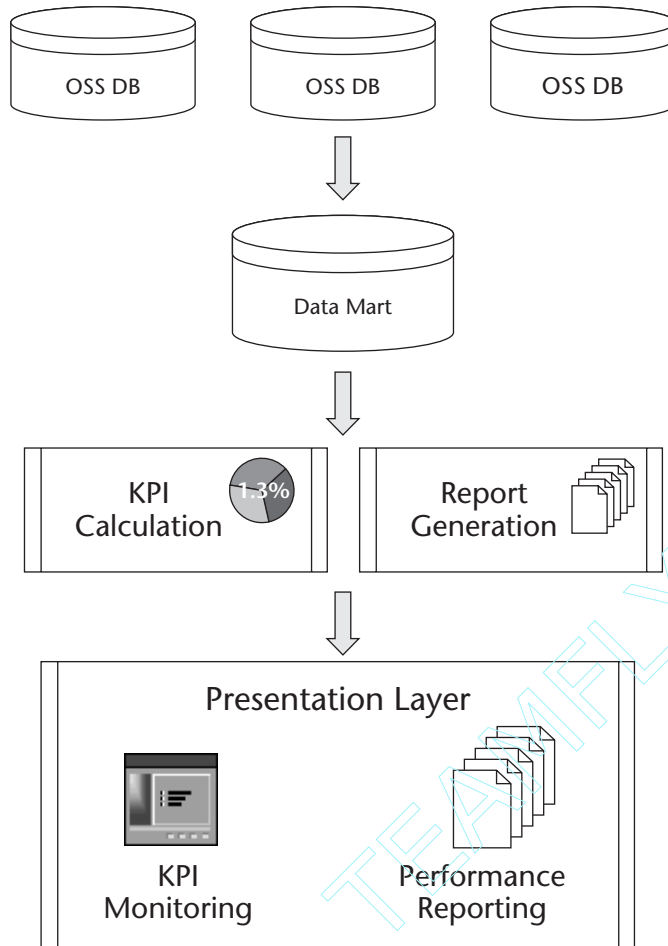 OSS DB
OSS DB
OSS DB
Data Mart
KPI
Calculation
1.3%
Report
Generation
Presentation Layer
KPI
Monitoring
Performance
Reporting
TEAMFLY